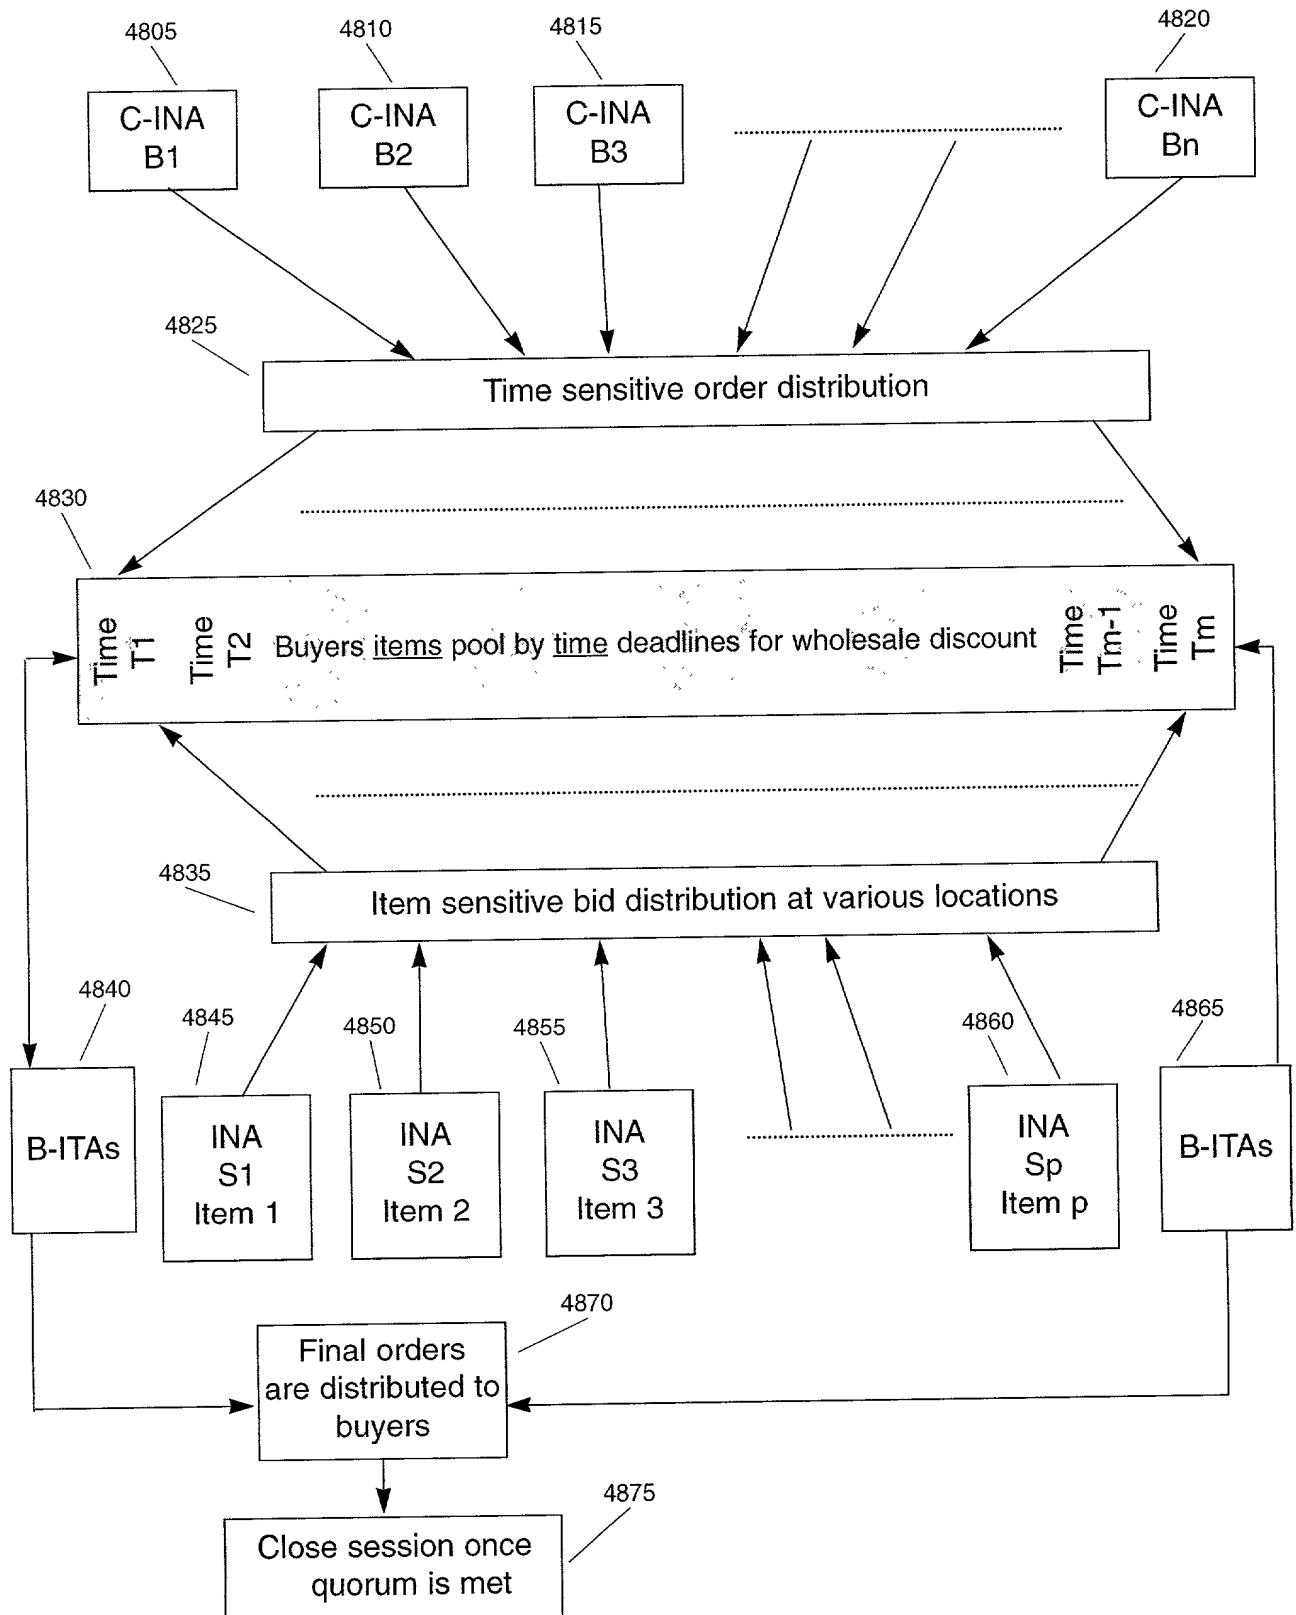 4805
4810
4815
4820
C-INA
B1
C-INA
B2
C-INA
B3
C-INA
Bn
4825
Time sensitive order distribution
4830
Time
T1
Time
T2
Buyers items pool by time deadlines for wholesale discount
Time
Tm-1
Time
Tm
4835
Item sensitive bid distribution at various locations
4840
4845
4850
4855
4860
4865
B-ITAs
INA
S1
Item 1
INA
S2
Item 2
INA
S3
Item 3
INA
Sp
Item p
B-ITAs
4870
Final orders
are distributed to
buyers
4875
Close session once
quorum is met